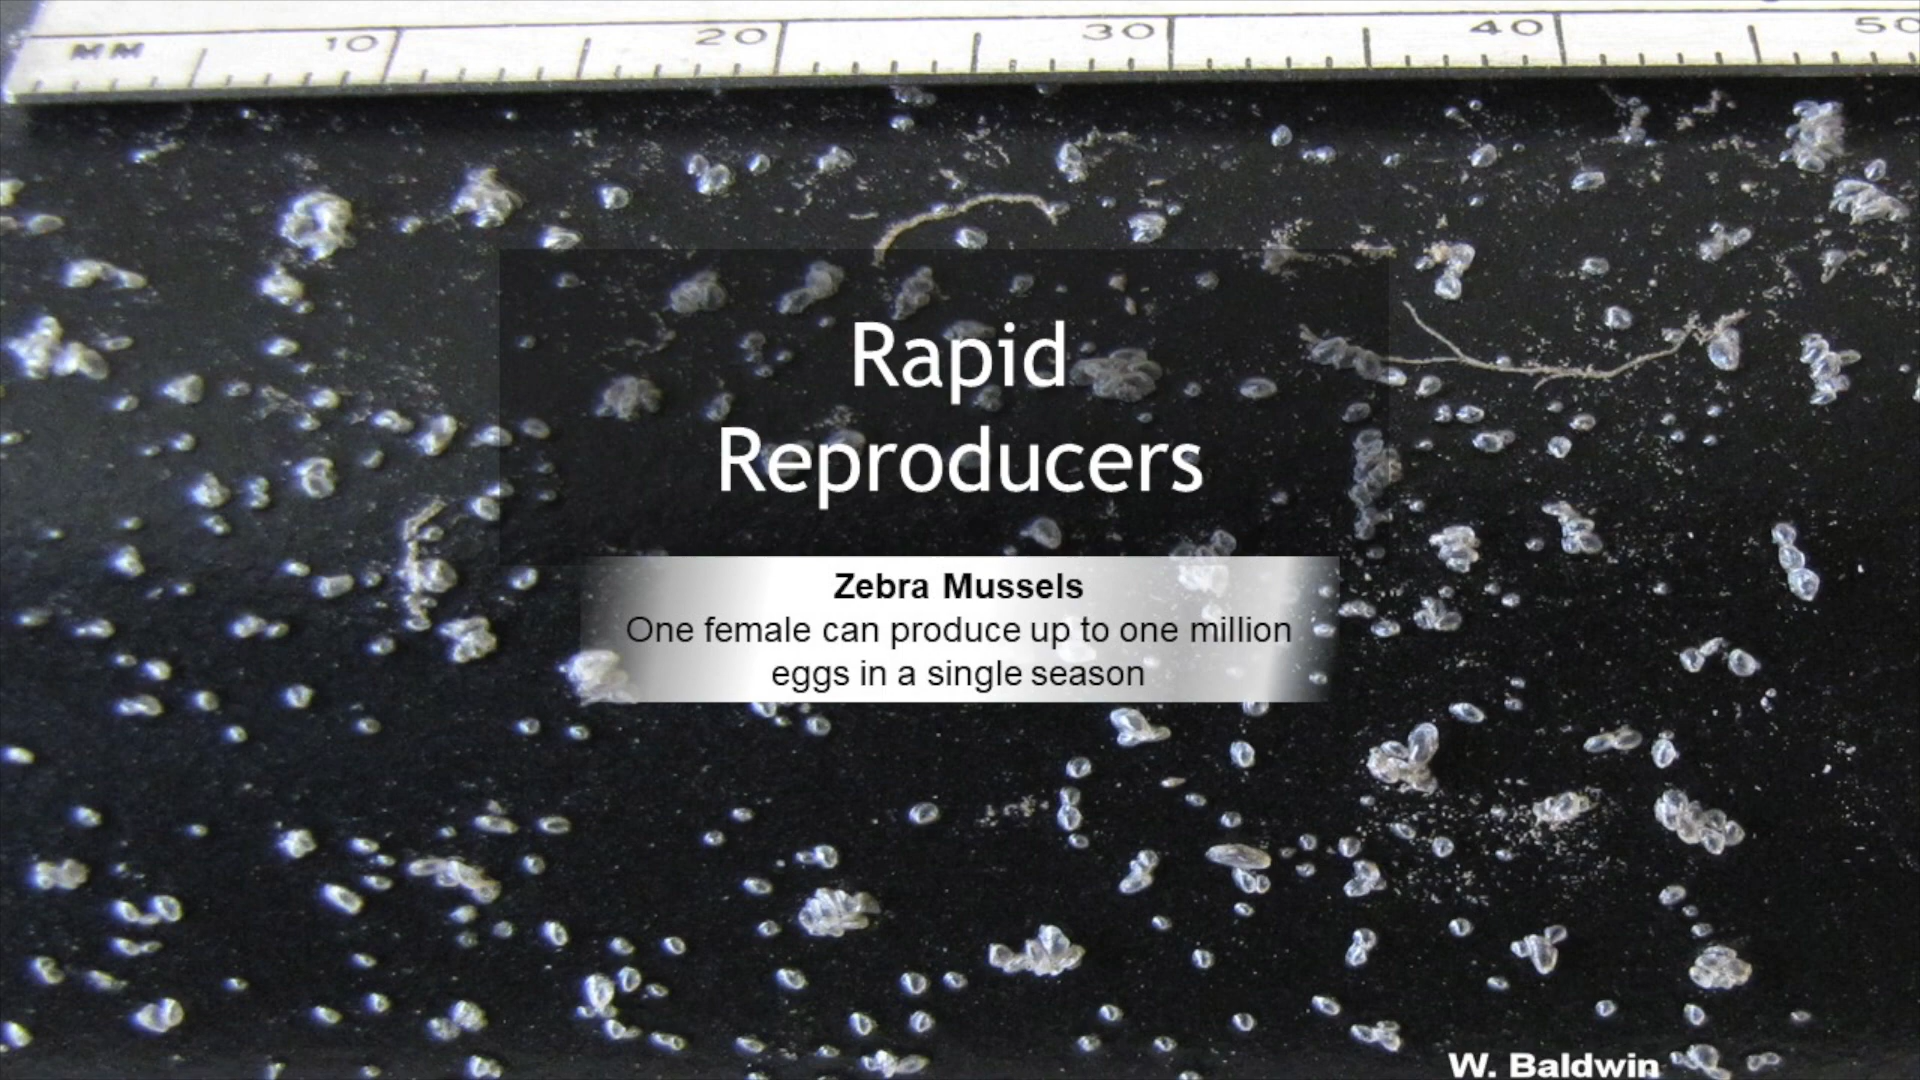 MM 10 20 30 40 50
Rapid
Reproducers
Zebra Mussels
One female can produce up to one million
eggs in a single season
W. Baldwin